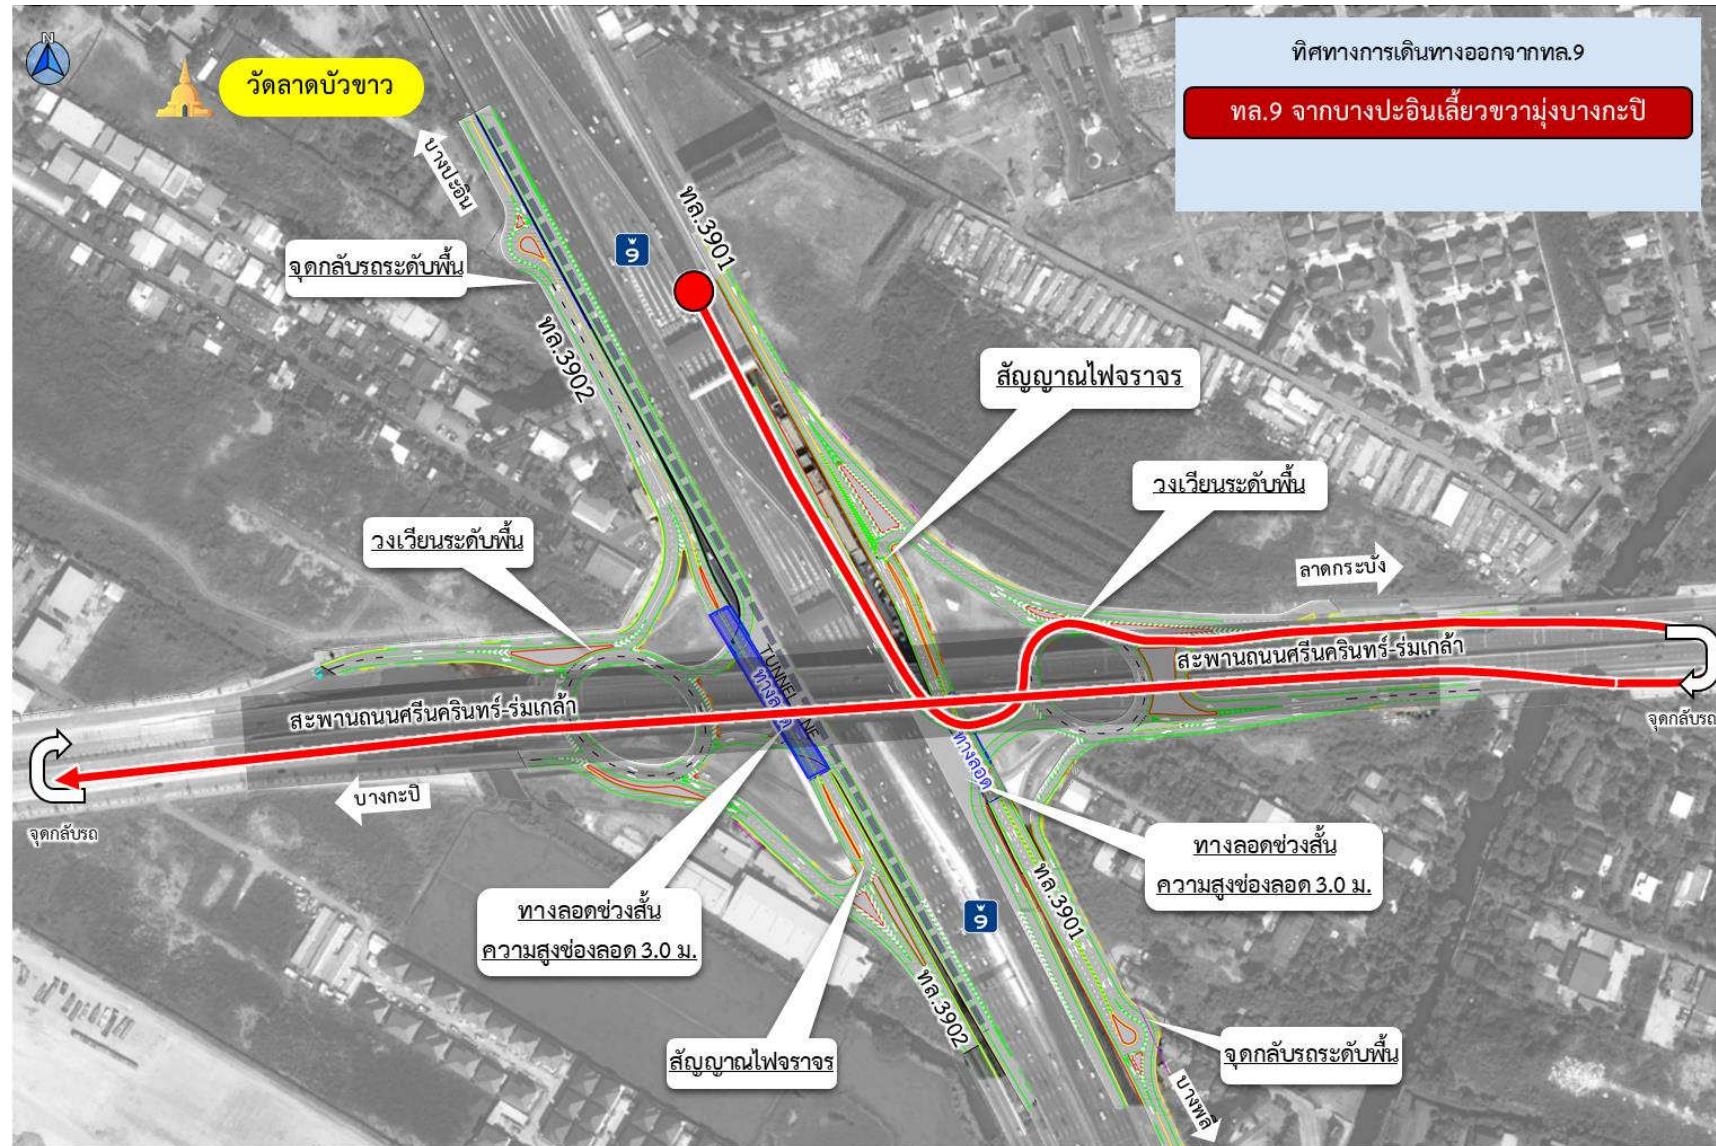 N
วัดลาดบัวขาว
ทิศทางการเดินทางออกจากทล.9
ทล.9 จากบางปะอินเลี้ยวขวามุ่งบางกะปิ
บางปะอิน
ทล.3901
9
จุดกลับรถระดับพื้น
ทล.3902
สัญญาณไฟจราจร
วงเวียนระดับพื้น
วงเวียนระดับพื้น
ลาดกระบัง
สะพานถนนศรีนครินทร์-ร่มเกล้า
TUNNEL LINE
ทางลอด
สะพานถนนศรีนครินทร์-ร่มเกล้า
จุดกลับรถ
ทางลอด
บางกะปิ
จุดกลับรถ
ทางลอดช่วงสั้น
ความสูงช่องลอด 3.0 ม.
ทล.3901
ทางลอดช่วงสั้น
ความสูงช่องลอด 3.0 ม.
9
ทล.3902
สัญญาณไฟจราจร
จุดกลับรถระดับพื้น
บางพลี